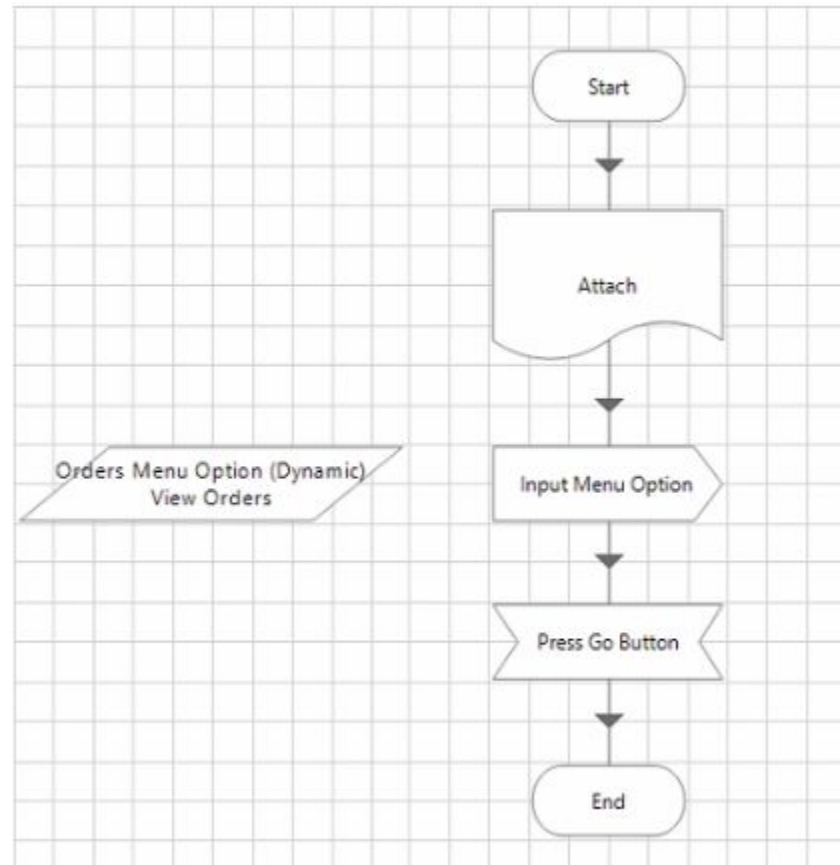 Start
Attach
Orders Menu Option (Dynamic)
View Orders
Input Menu Option
Press Go Button
End